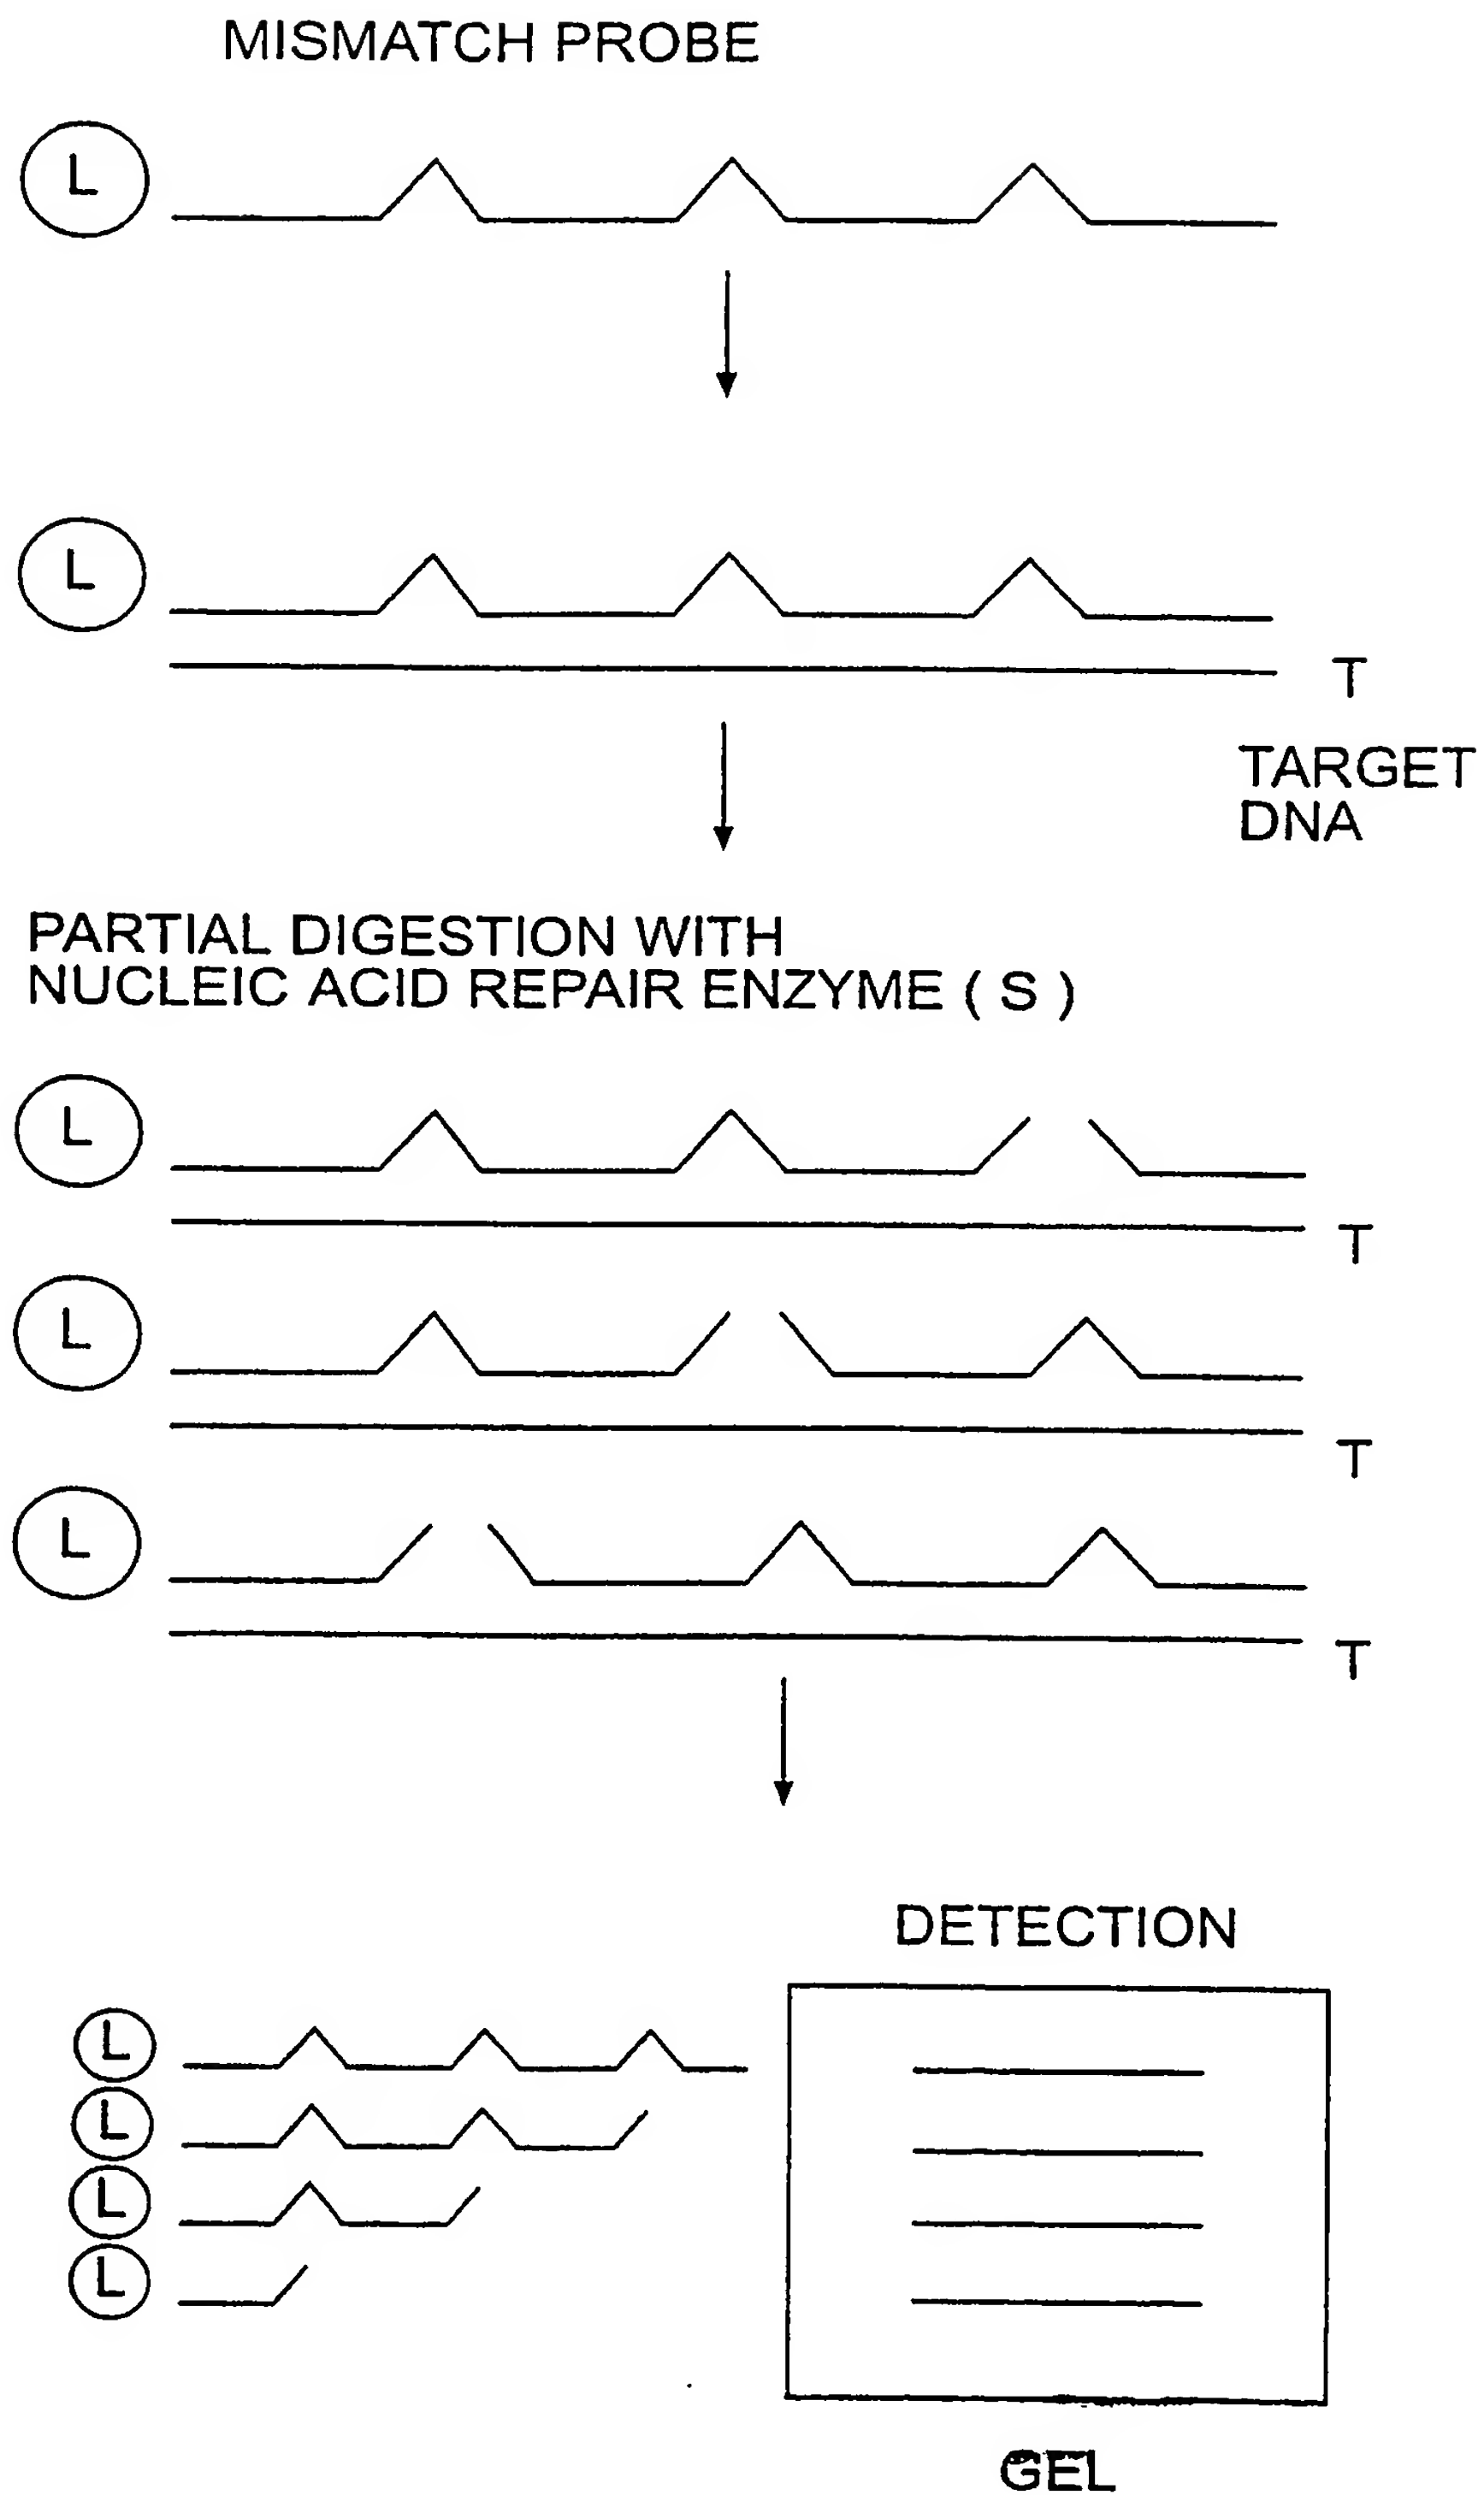 MISMATCH PROBE
L
L
T
TARGET
DNA
PARTIAL DIGESTION WITH
NUCLEIC ACID REPAIR ENZYME ( S )
L
T
L
T
L
T
DETECTION
L
L
L
L
GEL